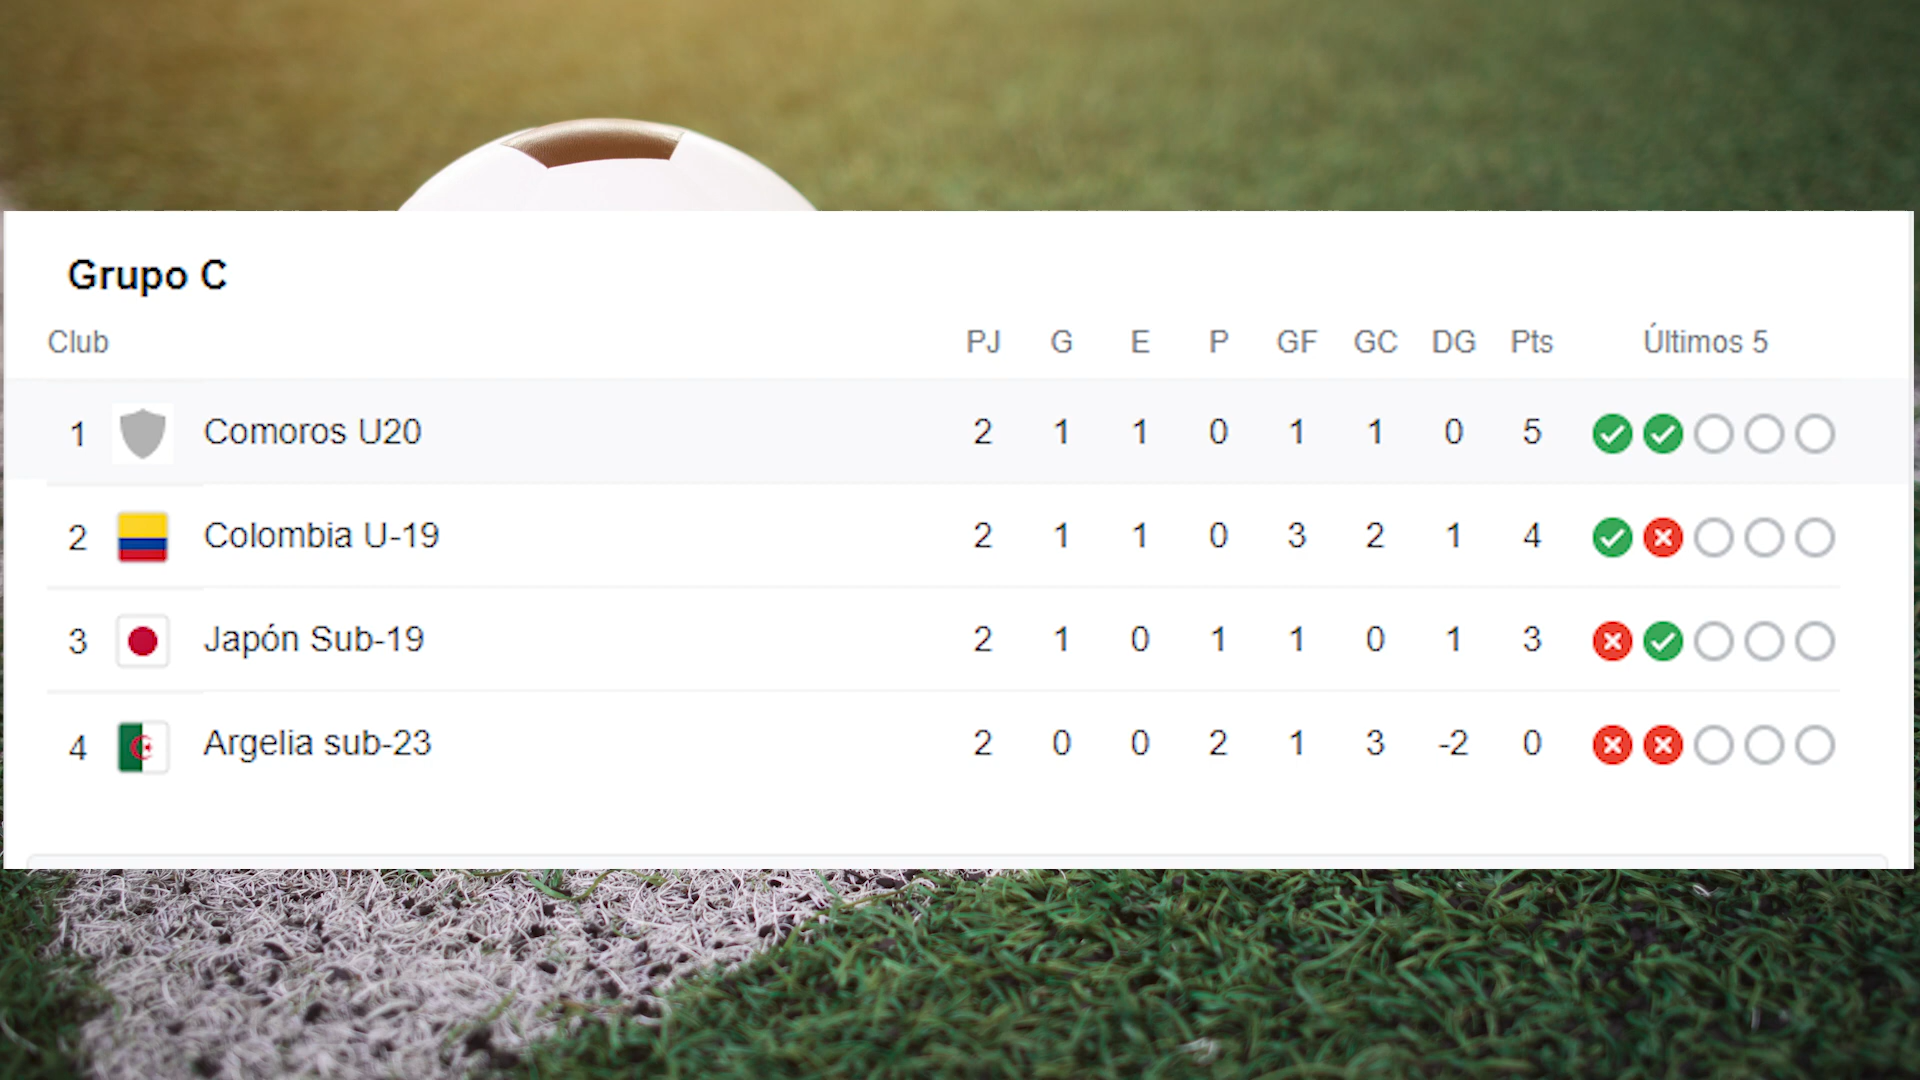 Grupo C
Club PJ G E P GF GC DG Pts Últimos 5
1 Comoros U20 2 1 1 0 1 1 0 5
2 Colombia U-19 2 1 1 0 3 2 1 4
3 Japón Sub-19 2 1 0 1 1 0 1 3
4 Argelia sub-23 2 0 0 2 1 3 -2 0